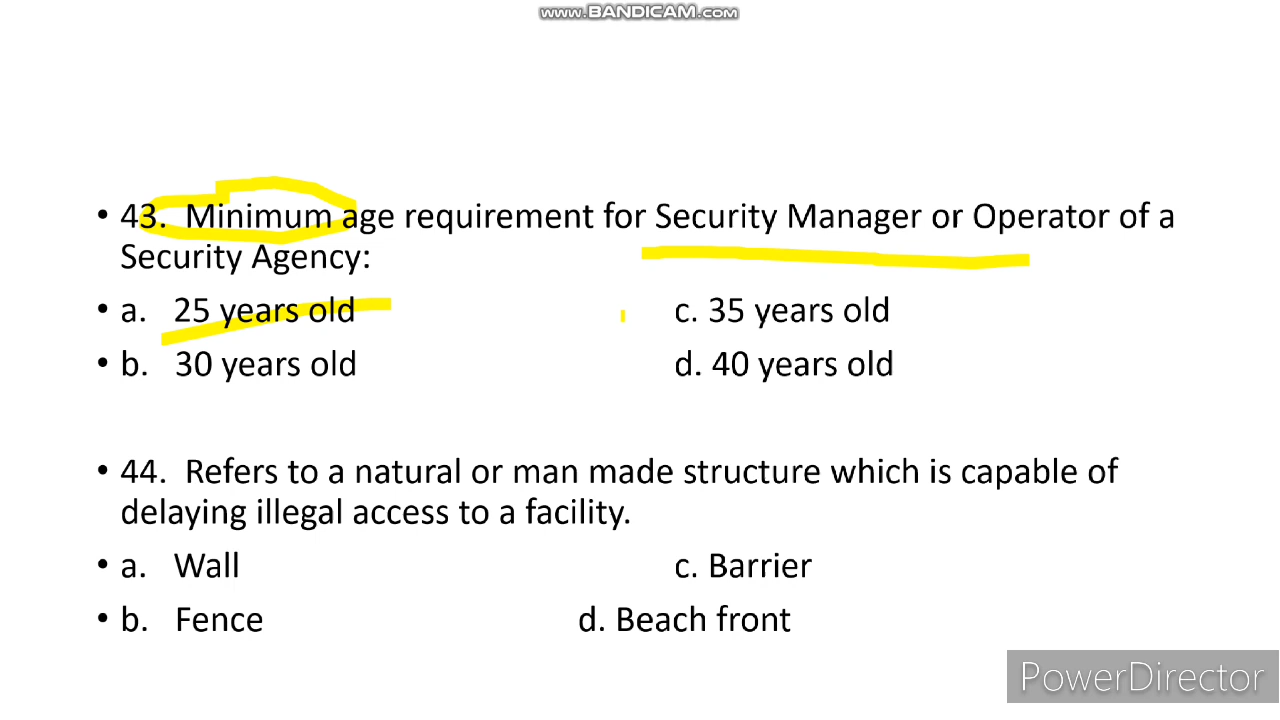 www.BANDICAM.com
• 43. Minimum age requirement for Security Manager or Operator of a
Security Agency:
• a. 25 years old c. 35 years old
• b. 30 years old d. 40 years old
• 44. Refers to a natural or man made structure which is capable of
delaying illegal access to a facility.
• a. Wall c. Barrier
• b. Fence d. Beach front
PowerDirector